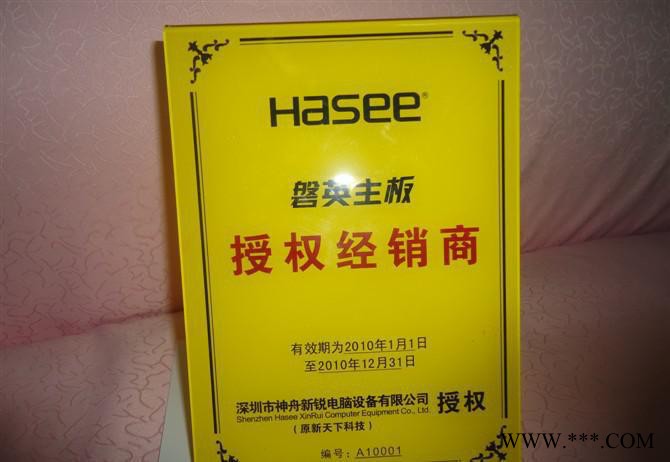 Hasee®
磐英主板
授权经销商
有效期为2010年1月1日
至2010年12月31日
深圳市神舟新锐电脑设备有限公司 授权
Shenzhen Hasee XinRui Computer Equipment Co., Ltd.
(原新天下科技)
编号: A10001
WWW.***.COM